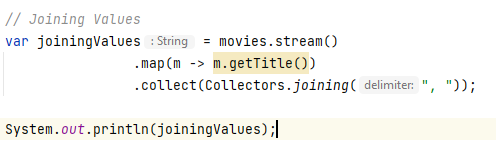 // Joining Values
var joiningValues : String = movies.stream()
.map(m -> m.getTitle())
.collect(Collectors.joining( delimiter: ", "));
System.out.println(joiningValues);